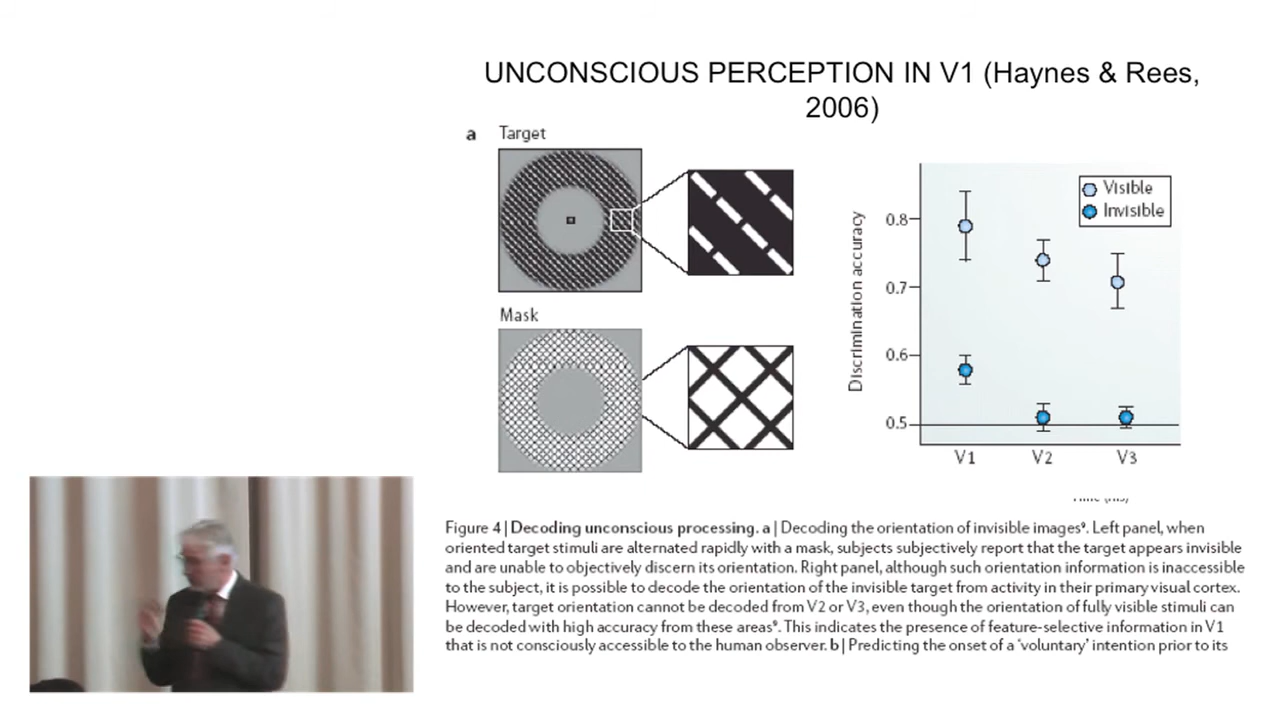 UNCONSCIOUS PERCEPTION IN V1 (Haynes & Rees,
2006)
a Target
Mask
Discrimination accuracy
0.8
0.7
0.6
0.5
Visible
Invisible
V1 V2 V3
Figure 4 | Decoding unconscious processing. a | Decoding the orientation of invisible images⁹. Left panel, when
oriented target stimuli are alternated rapidly with a mask, subjects subjectively report that the target appears invisible
and are unable to objectively discern its orientation. Right panel, although such orientation information is inaccessible
to the subject, it is possible to decode the orientation of the invisible target from activity in their primary visual cortex.
However, target orientation cannot be decoded from V2 or V3, even though the orientation of fully visible stimuli can
be decoded with high accuracy from these areas⁹. This indicates the presence of feature-selective information in V1
that is not consciously accessible to the human observer. b | Predicting the onset of a 'voluntary' intention prior to its